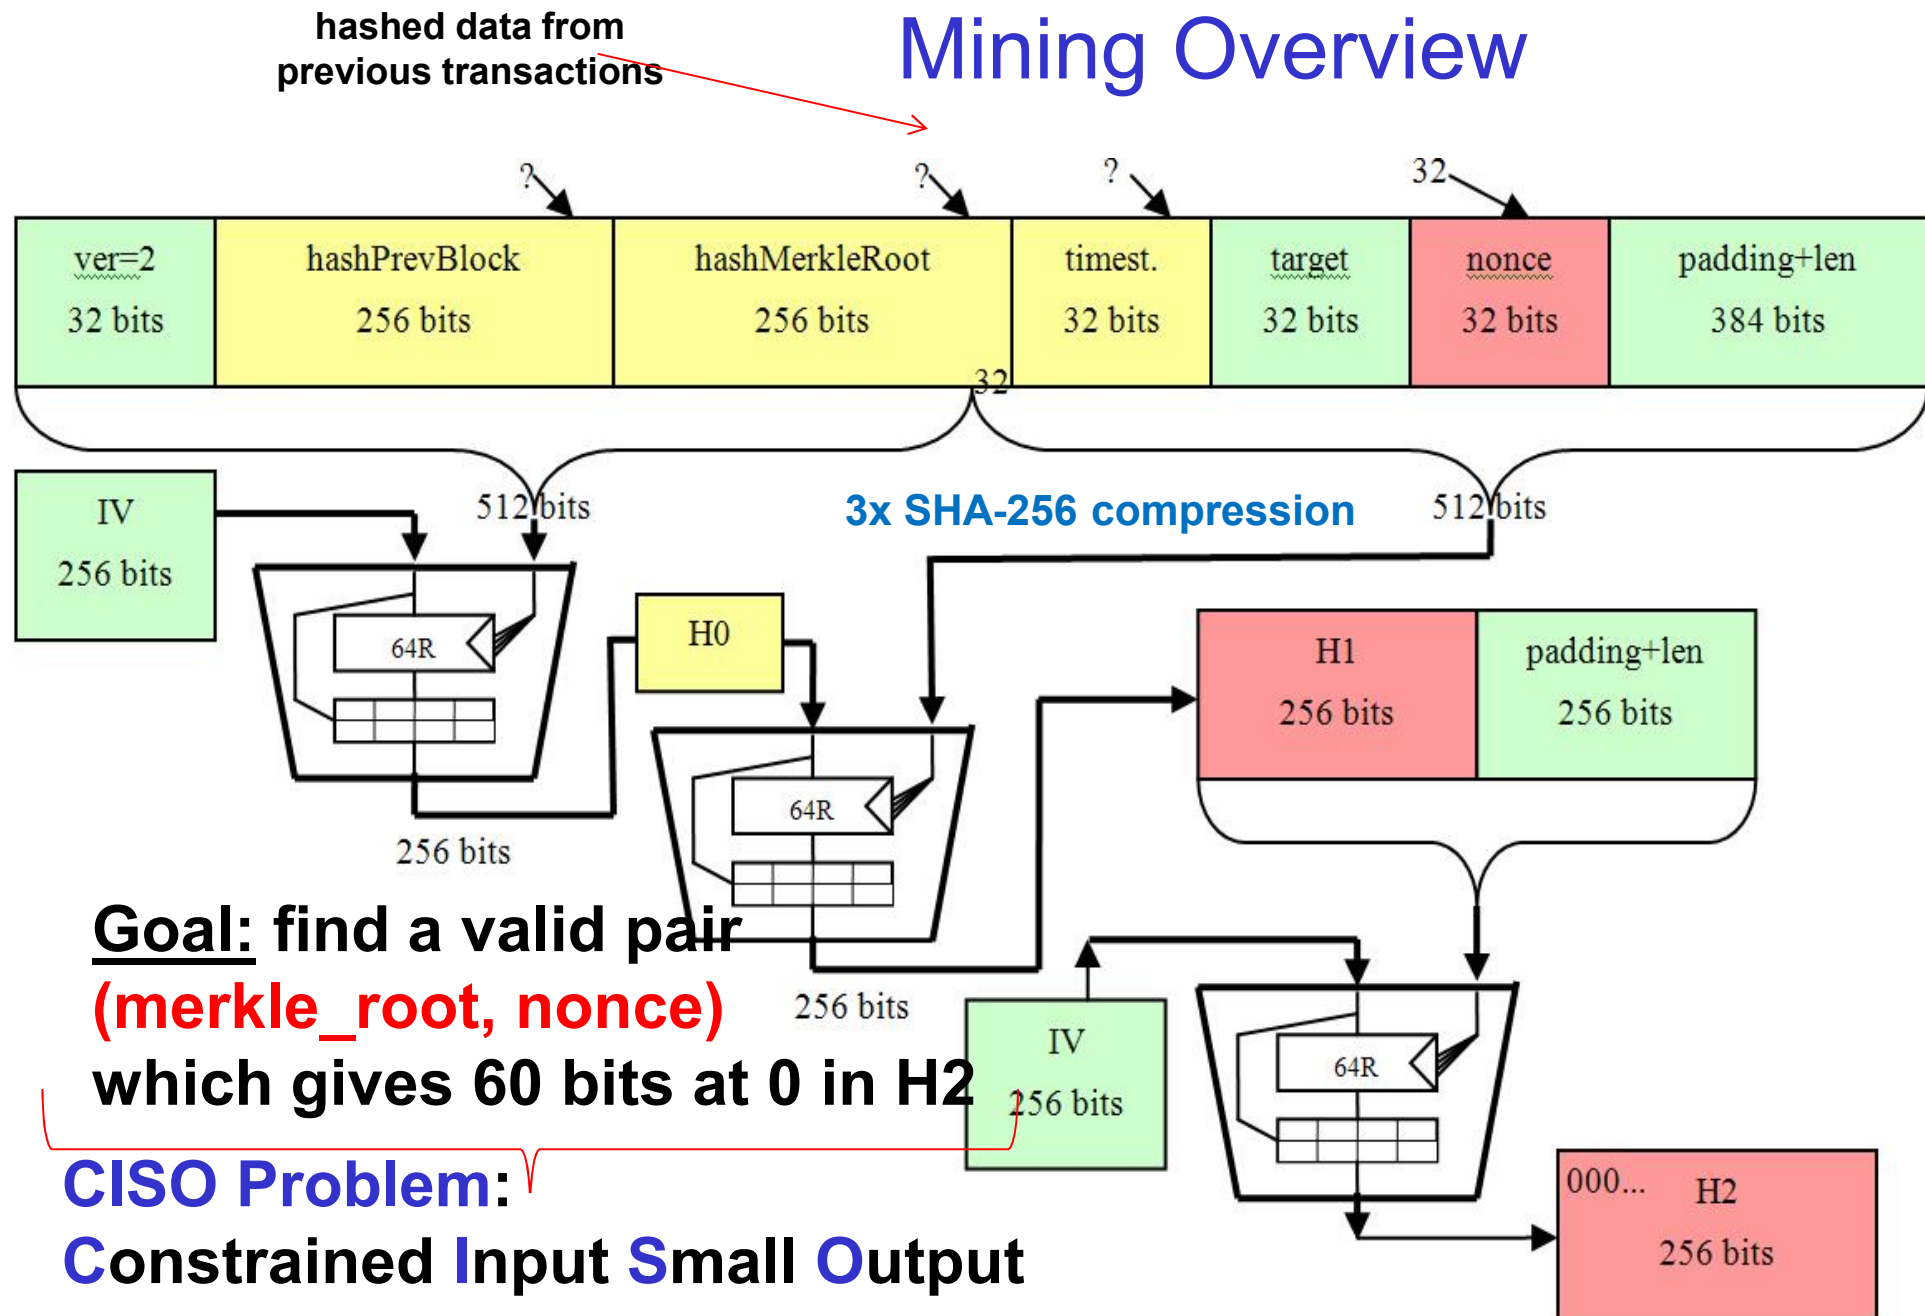 hashed data from
previous transactions
Mining Overview
? ? ? 32
ver=2 hashPrevBlock hashMerkleRoot timest. target nonce padding+len
32 bits 256 bits 256 bits 32 bits 32 bits 32 bits 384 bits
32
IV
256 bits
512 bits
3x SHA-256 compression
512 bits
64R
H0
H1
256 bits
padding+len
256 bits
64R
256 bits
256 bits
Goal: find a valid pair
(merkle_root, nonce)
which gives 60 bits at 0 in H2
IV
256 bits
64R
CISO Problem:
Constrained Input Small Output
000... H2
256 bits